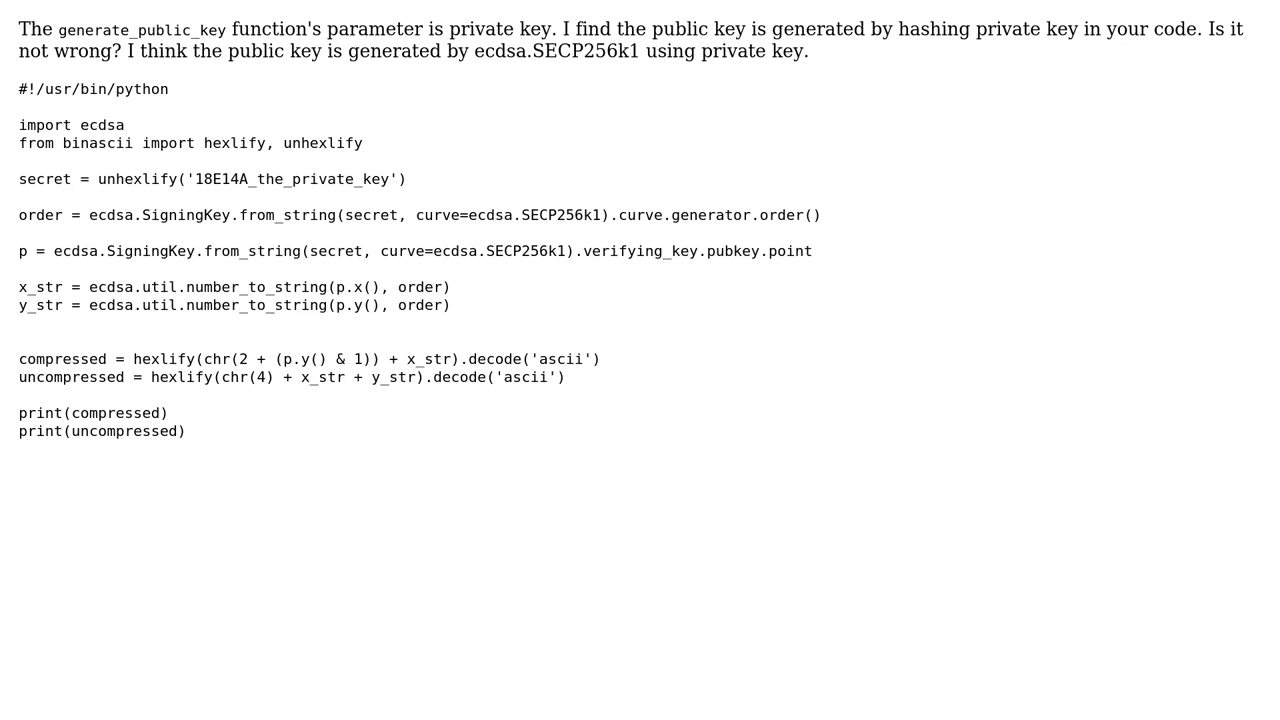 The generate_public_key function's parameter is private key. I find the public key is generated by hashing private key in your code. Is it
not wrong? I think the public key is generated by ecdsa.SECP256k1 using private key.
#!/usr/bin/python
import ecdsa
from binascii import hexlify, unhexlify
secret = unhexlify('18E14A_the_private_key')
order = ecdsa.SigningKey.from_string(secret, curve=ecdsa.SECP256k1).curve.generator.order()
p = ecdsa.SigningKey.from_string(secret, curve=ecdsa.SECP256k1).verifying_key.pubkey.point
x_str = ecdsa.util.number_to_string(p.x(), order)
y_str = ecdsa.util.number_to_string(p.y(), order)
compressed = hexlify(chr(2 + (p.y() & 1)) + x_str).decode('ascii')
uncompressed = hexlify(chr(4) + x_str + y_str).decode('ascii')
print(compressed)
print(uncompressed)